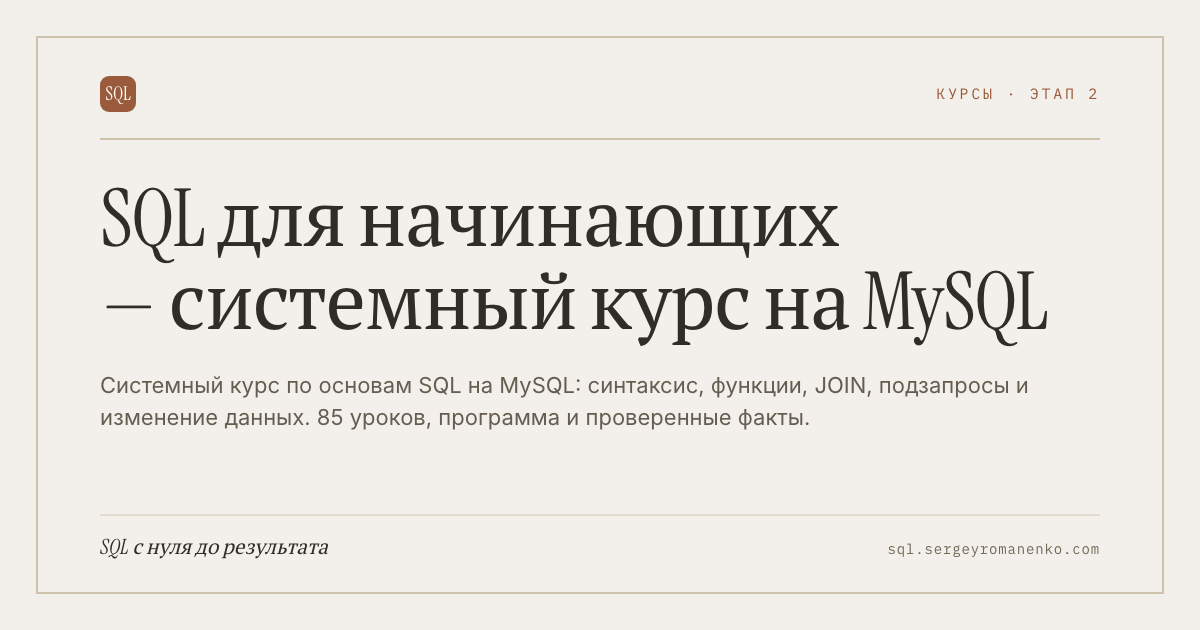 SQL
КУРСЫ · ЭТАП 2
SQL для начинающих
— системный курс на MySQL
Системный курс по основам SQL на MySQL: синтаксис, функции, JOIN, подзапросы и
изменение данных. 85 уроков, программа и проверенные факты.
SQL с нуля до результата
sql.sergeyromanenko.com